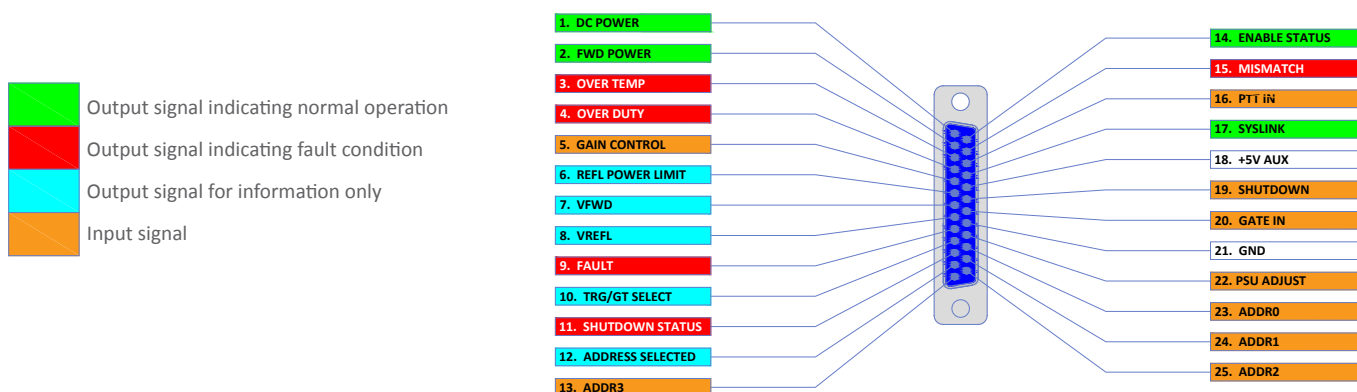 Output signal indicating normal operation
Output signal indicating fault condition
Output signal for information only
Input signal
1. DC POWER
2. FWD POWER
3. OVER TEMP
4. OVER DUTY
5. GAIN CONTROL
6. REFL POWER LIMIT
7. VFWD
8. VREFL
9. FAULT
10. TRG/GT SELECT
11. SHUTDOWN STATUS
12. ADDRESS SELECTED
13. ADDR3
14. ENABLE STATUS
15. MISMATCH
16. PTT IN
17. SYSLINK
18. +5V AUX
19. SHUTDOWN
20. GATE IN
21. GND
22. PSU ADJUST
23. ADDR0
24. ADDR1
25. ADDR2